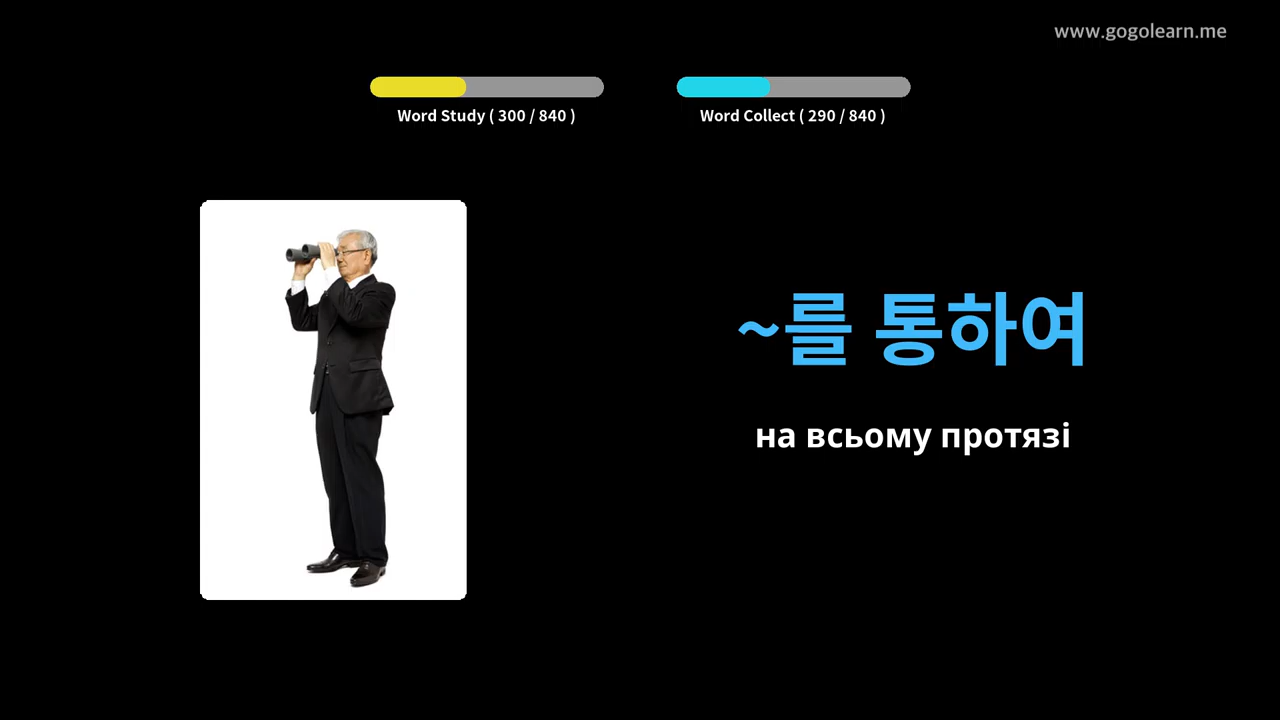 www.gogolearn.me
Word Study ( 300 / 840 )
Word Collect ( 290 / 840 )
~를 통하여
на всьому протязі